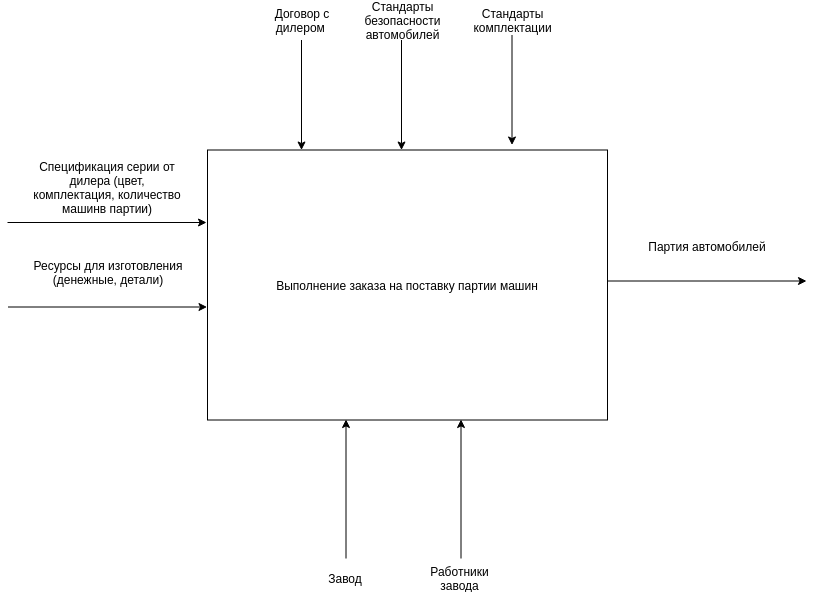 Договор с
дилером
Стандарты
безопасности
автомобилей
Стандарты
комплектации
Спецификация серии от
дилера (цвет,
комплектация, количество
машинв партии)
Ресурсы для изготовления
(денежные, детали)
Выполнение заказа на поставку партии машин
Партия автомобилей
Завод
Работники
завода